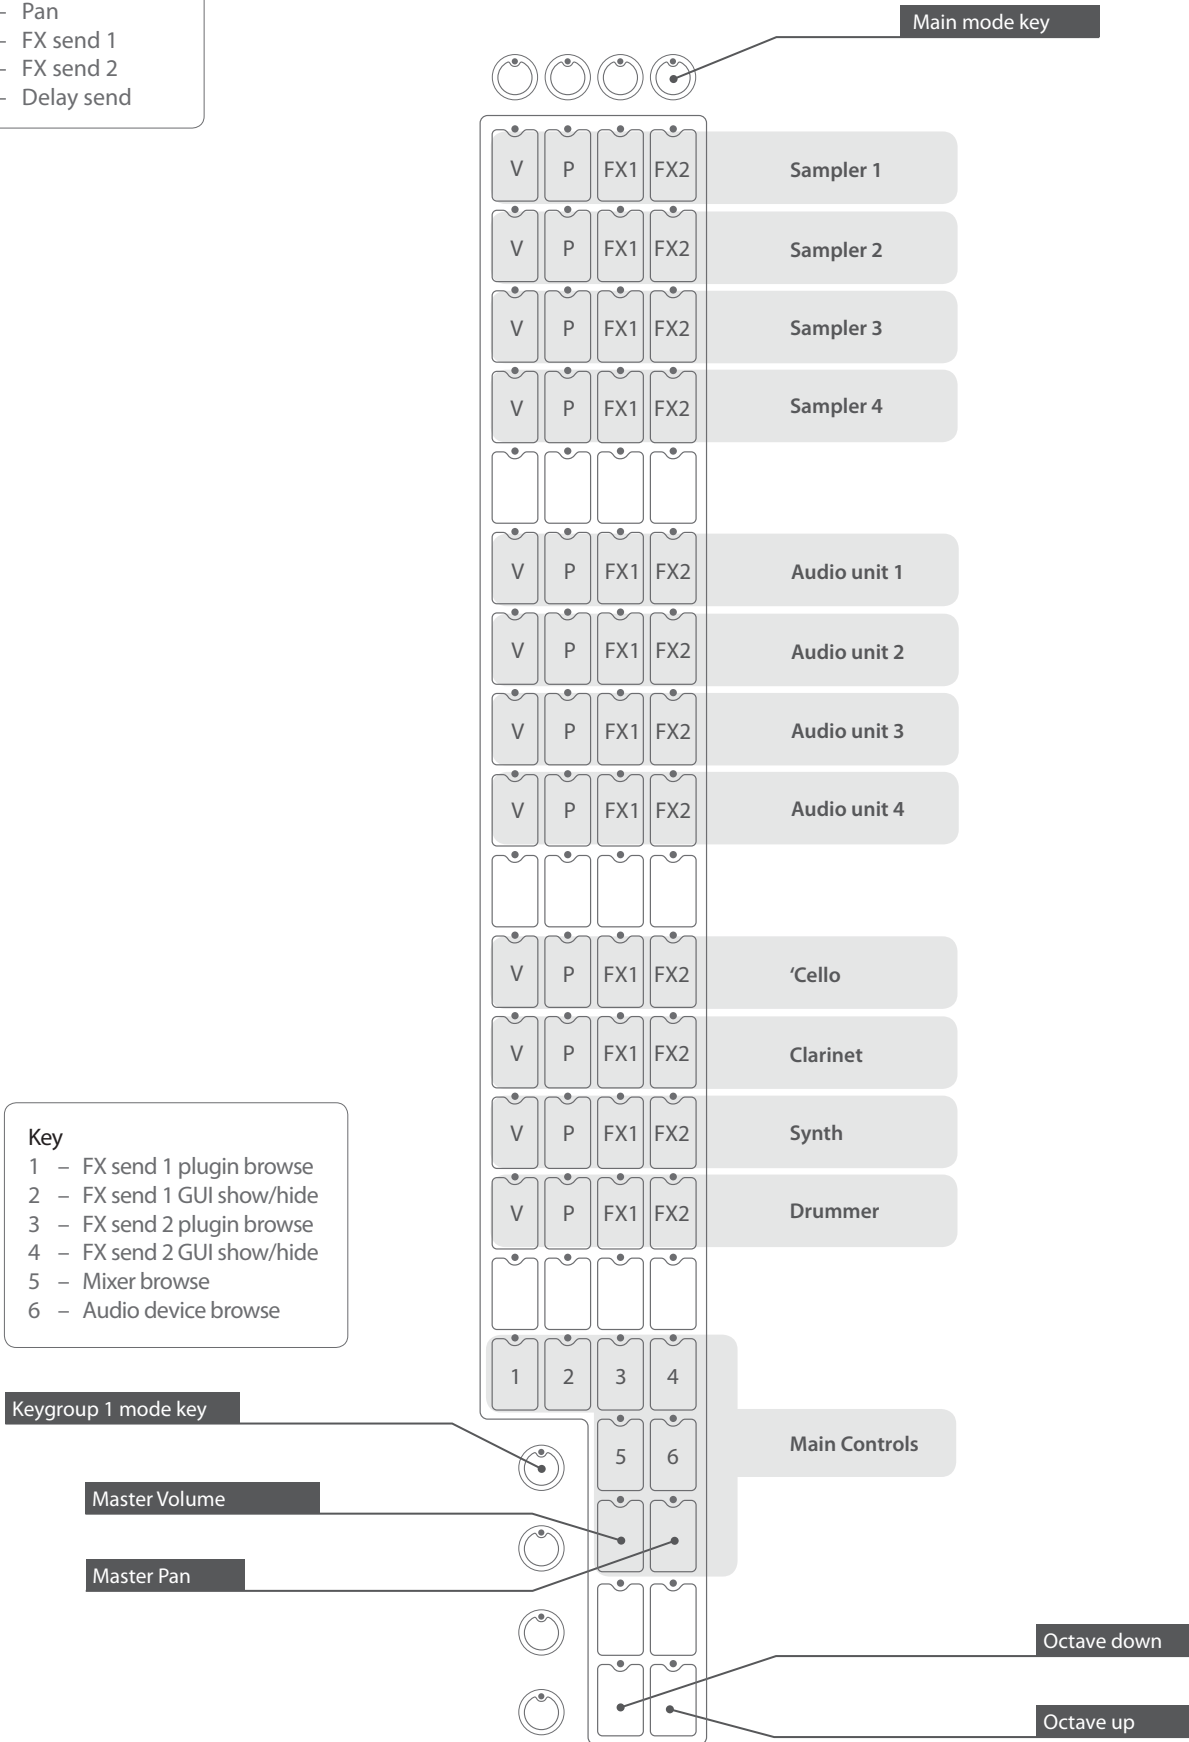 – Pan
– FX send 1
– FX send 2
– Delay send
Main mode key
V P FX1 FX2 Sampler 1
V P FX1 FX2 Sampler 2
V P FX1 FX2 Sampler 3
V P FX1 FX2 Sampler 4
V P FX1 FX2 Audio unit 1
V P FX1 FX2 Audio unit 2
V P FX1 FX2 Audio unit 3
V P FX1 FX2 Audio unit 4
V P FX1 FX2 ‘Cello
V P FX1 FX2 Clarinet
V P FX1 FX2 Synth
V P FX1 FX2 Drummer
Key
1 – FX send 1 plugin browse
2 – FX send 1 GUI show/hide
3 – FX send 2 plugin browse
4 – FX send 2 GUI show/hide
5 – Mixer browse
6 – Audio device browse
1 2 3 4
Keygroup 1 mode key
5 6 Main Controls
Master Volume
Master Pan
Octave down
Octave up